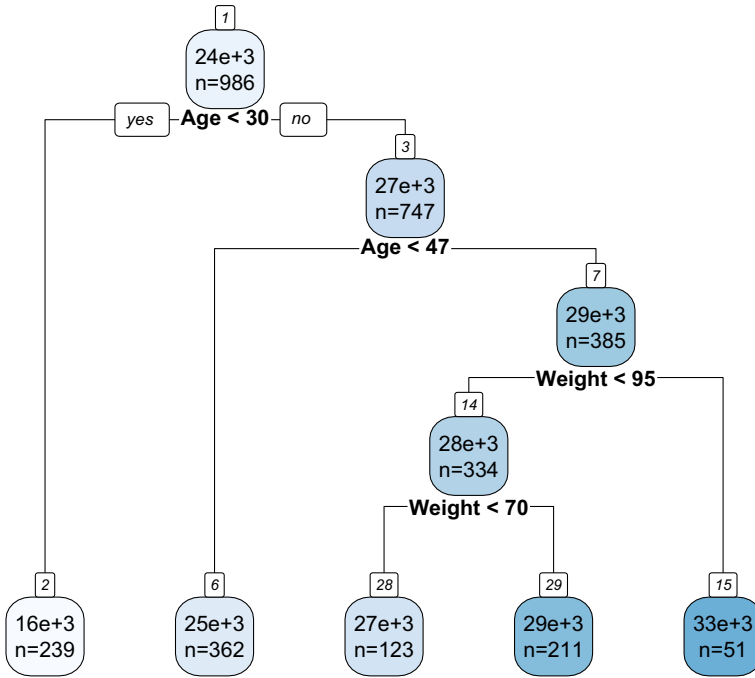 1
24e+3
n=986
yes Age < 30 no
3
27e+3
n=747
Age < 47
7
29e+3
n=385
Weight < 95
14
28e+3
n=334
Weight < 70
2 6 28 29 15
16e+3 25e+3 27e+3 29e+3 33e+3
n=239 n=362 n=123 n=211 n=51